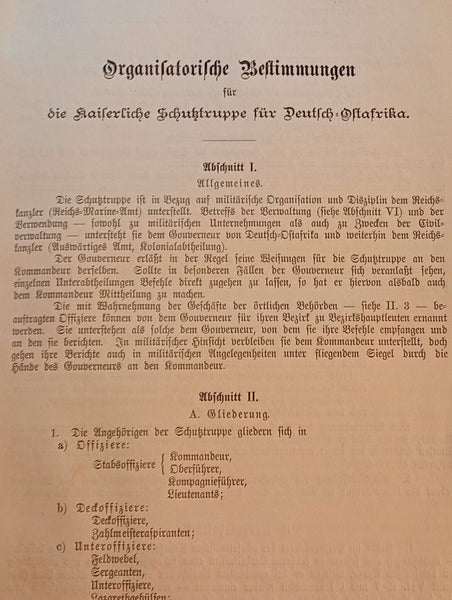 Organisatorische Bestimmungen
für
die Kaiserliche Schutztruppe für Deutsch-Ostafrika.
Abschnitt I.
Allgemeines.
Die Schutztruppe ist in Bezug auf militärische Organisation und Disziplin dem Reichs-
kanzler (Reichs-Marine-Amt) unterstellt. Betreffs der Verwaltung (siehe Abschnitt VI) und der
Verwendung — sowohl zu militärischen Unternehmungen als auch zu Zwecken der Civil-
verwaltung — untersteht sie dem Gouverneur von Deutsch-Ostafrika und weiterhin dem Reichs-
kanzler (Auswärtiges Amt, Kolonialabtheilung).
Der Gouverneur erläßt in der Regel seine Weisungen für die Schutztruppe an den
Kommandeur derselben. Sollte in besonderen Fällen der Gouverneur sich veranlaßt sehen,
einzelnen Unterabtheilungen Befehle direkt zugehen zu lassen, so hat er hiervon alsbald auch
dem Kommandeur Mittheilung zu machen.
Die mit Wahrnehmung der Geschäfte der örtlichen Behörden — siehe II. 3 — be-
auftragten Offiziere können von dem Gouverneur für ihren Bezirk zu Bezirkshauptleuten ernannt
werden. Sie unterstehen als solche dem Gouverneur, von dem sie ihre Befehle empfangen und
an den sie berichten. In militärischer Hinsicht verbleiben sie dem Kommandeur unterstellt, doch
gehen ihre Berichte auch in militärischen Angelegenheiten unter fliegendem Siegel durch die
Hände des Gouverneurs an den Kommandeur.
Abschnitt II.
A. Gliederung.
1. Die Angehörigen der Schutztruppe gliedern sich in
a) Offiziere:
Stabsoffiziere { Kommandeur,
Oberführer,
Kompagnieführer,
Lieutenants;
b) Deckoffiziere:
Deckoffiziere,
Zahlmeisteraspiranten;
c) Unteroffiziere:
Feldwebel,
Sergeanten,
Unteroffiziere,
Lazarethgehülfen;